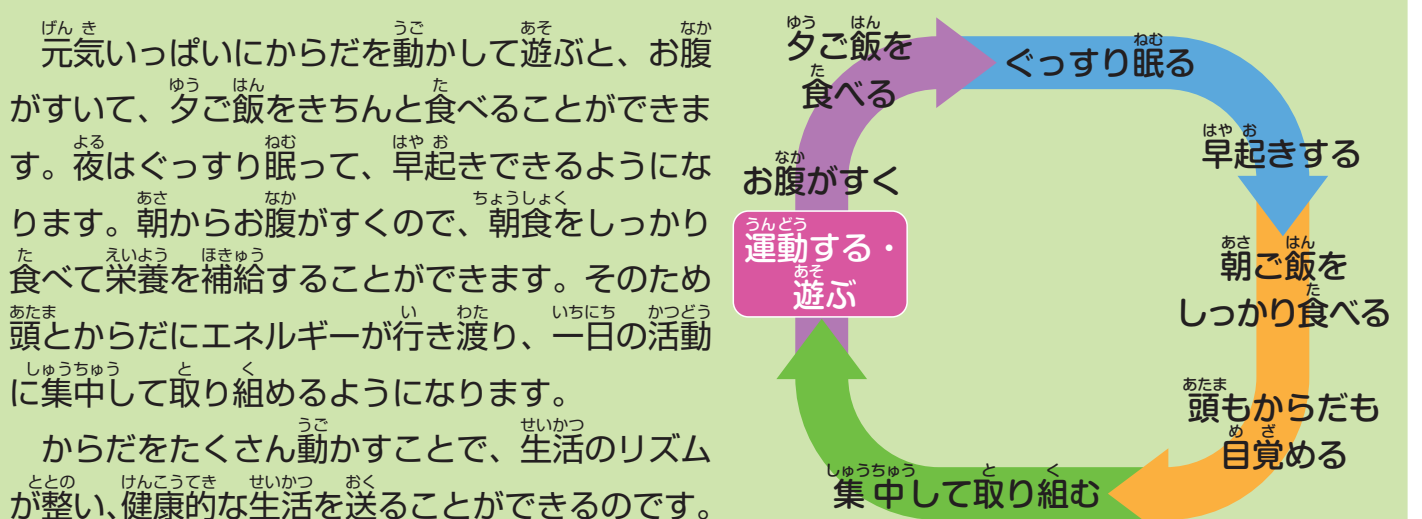 元気いっぱいにからだを動かして遊ぶと、お腹
がすいて、夕ご飯をきちんと食べることができま
す。夜はぐっすり眠って、早起きできるようにな
ります。朝からお腹がすくので、朝食をしっかり
食べて栄養を補給することができます。そのため
頭とからだにエネルギーが行き渡り、一日の活動
に集中して取り組めるようになります。
からだをたくさん動かすことで、生活のリズム
が整い、健康的な生活を送ることができるのです。
夕ご飯を
食べる
ぐっすり眠る
早起きする
朝ご飯を
しっかり食べる
頭もからだも
目覚める
集中して取り組む
運動する・
遊ぶ
お腹がすく